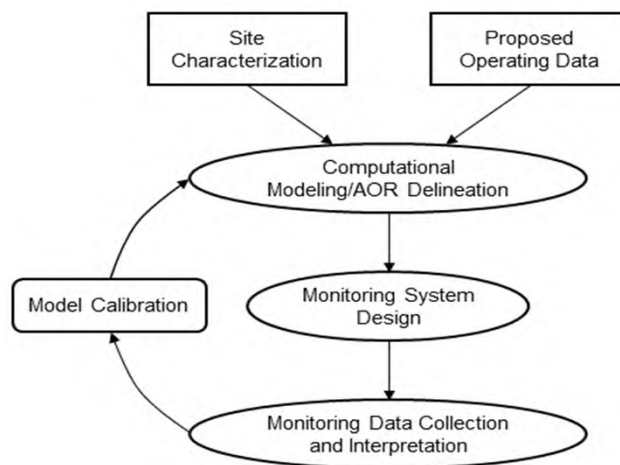 Site
Characterization
Proposed
Operating Data
Computational
Modeling/AOR Delineation
Model Calibration
Monitoring System
Design
Monitoring Data Collection
and Interpretation